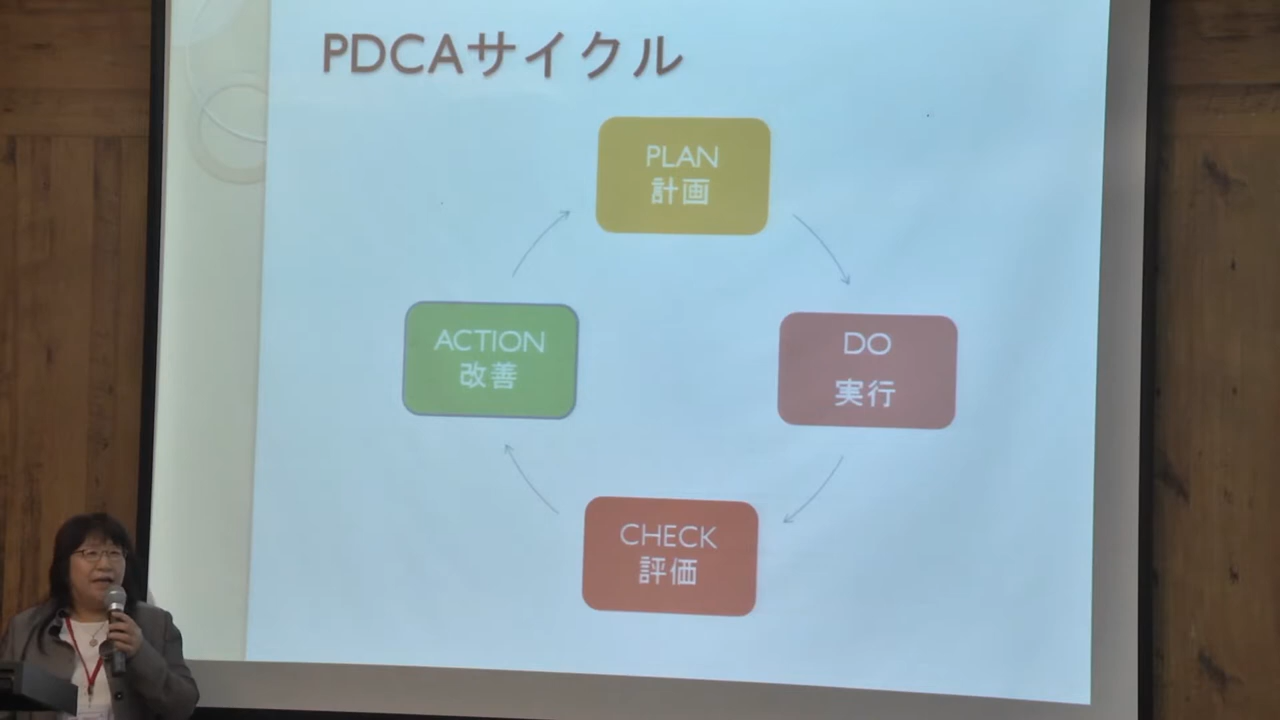 PDCAサイクル
PLAN
計画
DO
実行
CHECK
評価
ACTION
改善